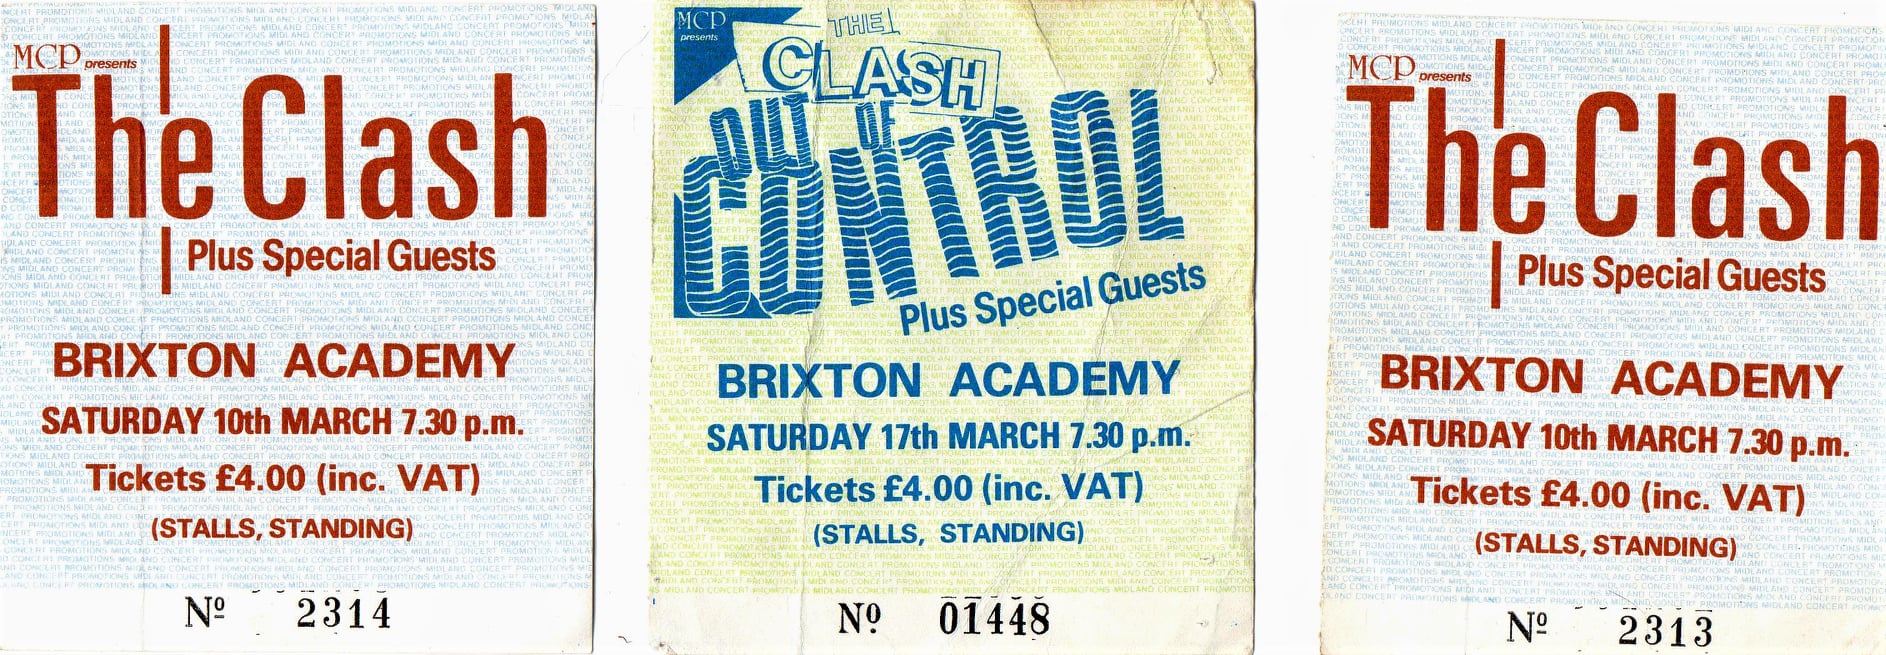 MCP presents
The Clash
Plus Special Guests
BRIXTON ACADEMY
SATURDAY 10th MARCH 7.30 p.m.
Tickets £4.00 (inc. VAT)
(STALLS, STANDING)
Nº 2314
MCP
presents
THE
CLASH
OUT OF
CONTROL
Plus Special Guests
BRIXTON ACADEMY
SATURDAY 17th MARCH 7.30 p.m.
Tickets £4.00 (inc. VAT)
(STALLS, STANDING)
Nº 01448
MCP presents
The Clash
Plus Special Guests
BRIXTON ACADEMY
SATURDAY 10th MARCH 7.30 p.m.
Tickets £4.00 (inc. VAT)
(STALLS, STANDING)
Nº 2313